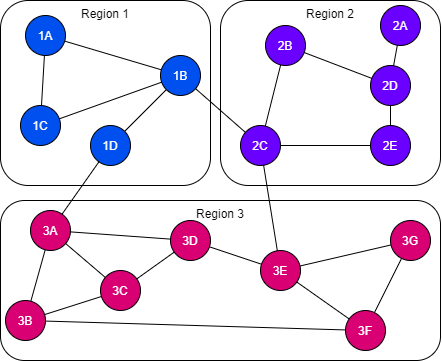 Region 1
1A
1B
1C
1D
Region 2
2A
2B
2D
2C
2E
Region 3
3A
3D
3G
3E
3C
3B
3F